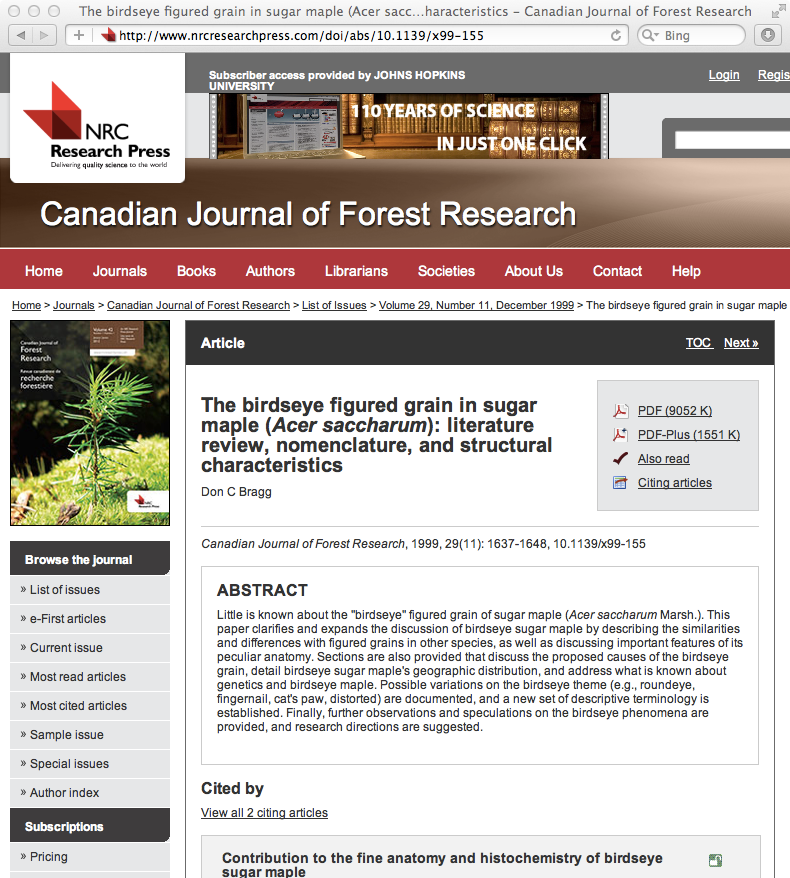 The birdseye figured grain in sugar maple (Acer sacc...haracteristics – Canadian Journal of Forest Research
http://www.nrcresearchpress.com/doi/abs/10.1139/x99-155
Bing
Subscriber access provided by JOHNS HOPKINS
UNIVERSITY
Login Regis
110 YEARS OF SCIENCE
IN JUST ONE CLICK
NRC
Research Press
Delivering quality science to the world
Canadian Journal of Forest Research
Home Journals Books Authors Librarians Societies About Us Contact Help
Home > Journals > Canadian Journal of Forest Research > List of Issues > Volume 29, Number 11, December 1999 > The birdseye figured grain in sugar maple
Canadian Journal of
Forest
Research
Revue canadienne de
recherche
forestière
Volume 42
NRC
Research Press
Article
TOC Next »
The birdseye figured grain in sugar
maple (Acer saccharum): literature
review, nomenclature, and structural
characteristics
Don C Bragg
PDF (9052 K)
PDF-Plus (1551 K)
Also read
Citing articles
Canadian Journal of Forest Research, 1999, 29(11): 1637-1648, 10.1139/x99-155
ABSTRACT
Little is known about the "birdseye" figured grain of sugar maple (Acer saccharum Marsh.). This
paper clarifies and expands the discussion of birdseye sugar maple by describing the similarities
and differences with figured grains in other species, as well as discussing important features of its
peculiar anatomy. Sections are also provided that discuss the proposed causes of the birdseye
grain, detail birdseye sugar maple's geographic distribution, and address what is known about
genetics and birdseye maple. Possible variations on the birdseye theme (e.g., roundeye,
fingernail, cat's paw, distorted) are documented, and a new set of descriptive terminology is
established. Finally, further observations and speculations on the birdseye phenomena are
provided, and research directions are suggested.
Cited by
View all 2 citing articles
Contribution to the fine anatomy and histochemistry of birdseye
sugar maple
Browse the journal
» List of issues
» e-First articles
» Current issue
» Most read articles
» Most cited articles
» Sample issue
» Special issues
» Author index
Subscriptions
» Pricing